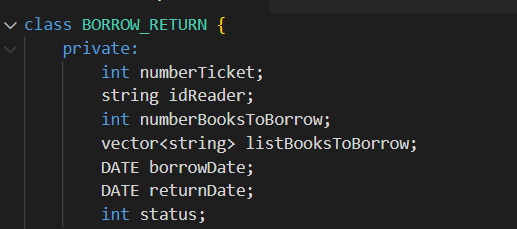 class BORROW_RETURN {
private:
int numberTicket;
string idReader;
int numberBooksToBorrow;
vector<string> listBooksToBorrow;
DATE borrowDate;
DATE returnDate;
int status;